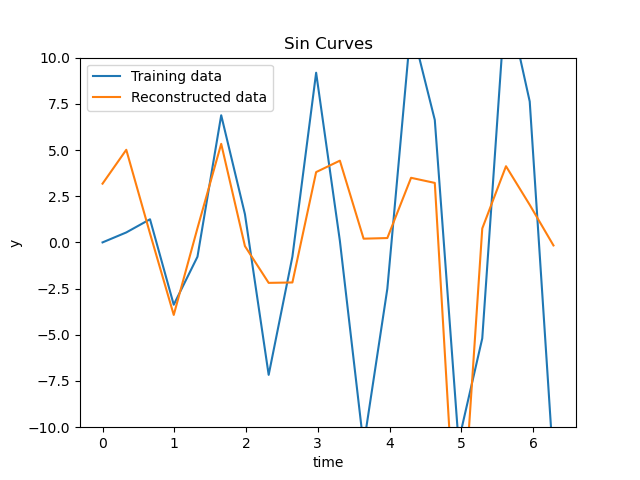 Sin Curves
Training data
Reconstructed data
10.0
7.5
5.0
2.5
0.0
−2.5
−5.0
−7.5
−10.0
y
0 1 2 3 4 5 6
time